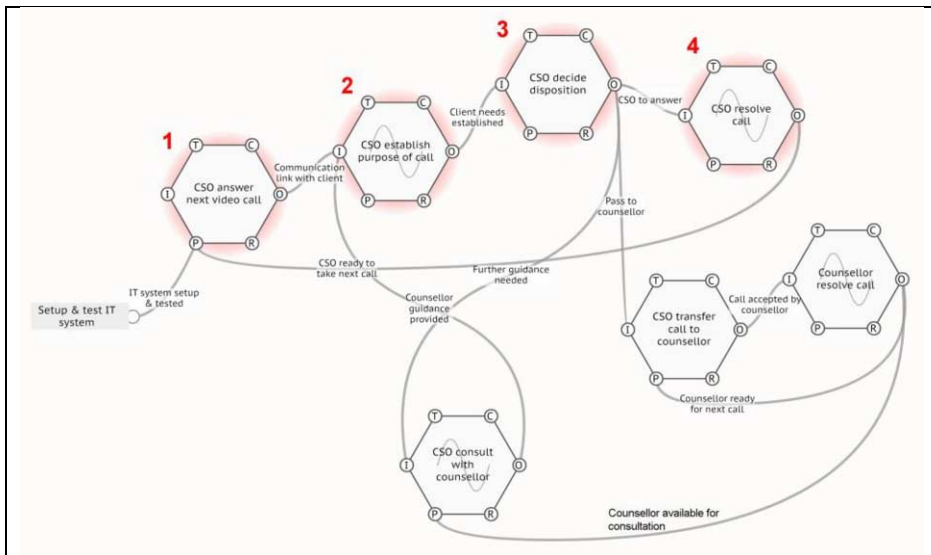 1
T
C
I
CSO answer
next video call
O
P
R
Communication
link with client
2
T
C
I
CSO establish
purpose of call
O
P
R
Client needs
established
3
T
C
I
CSO decide
disposition
O
P
R
CSO to answer
4
T
C
I
CSO resolve
call
O
P
R
Pass to
counsellor
CSO ready to
take next call
Further guidance
needed
IT system setup
& tested
Setup & test IT
system
Counsellor
guidance
provided
T
C
I
CSO transfer
call to
counsellor
O
P
R
Call accepted by
counsellor
T
C
I
Counsellor
resolve call
O
P
R
Counsellor ready
for next call
T
C
I
CSO consult
with
counsellor
O
P
R
Counsellor available for
consultation